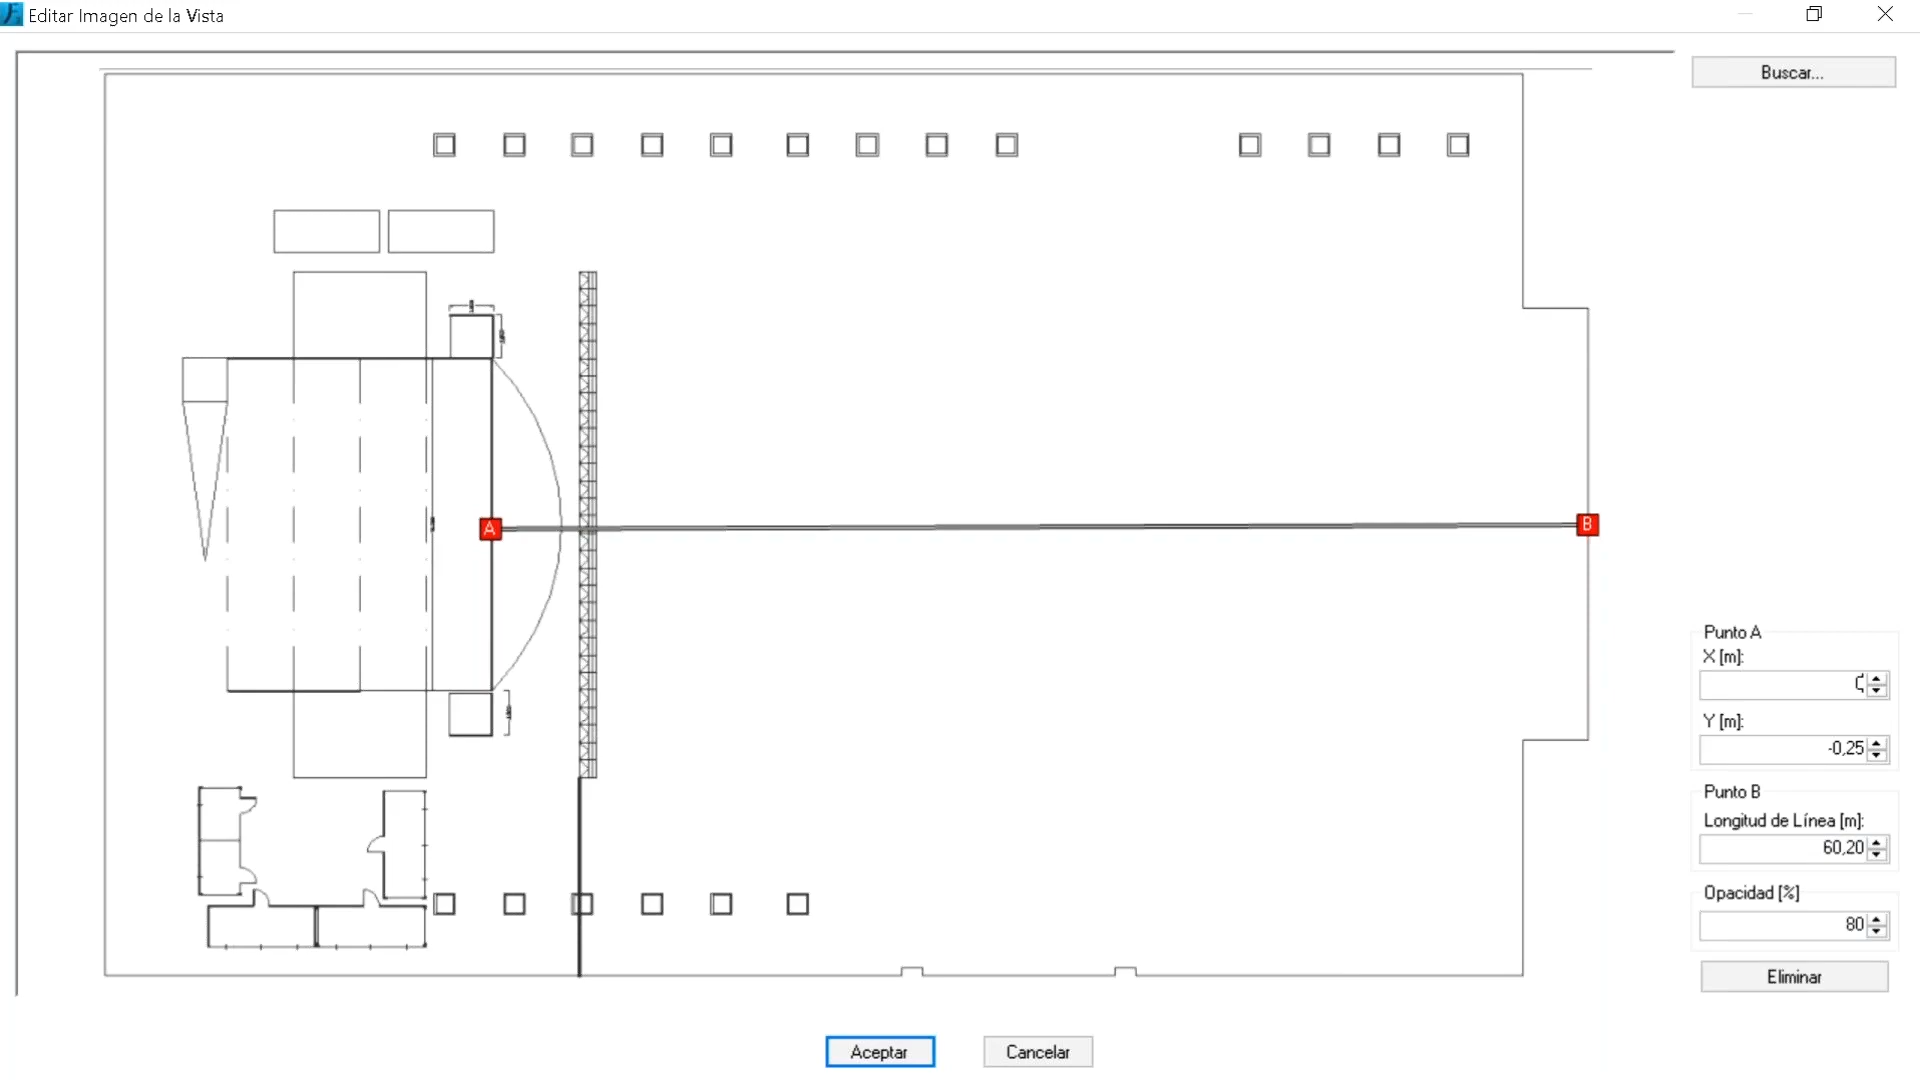 Editar Imagen de la Vista
Buscar...
A
B
Punto A
X [m]:
Y [m]:
-0,25
Punto B
Longitud de Línea [m]:
60,20
Opacidad [%]
80
Eliminar
Aceptar
Cancelar